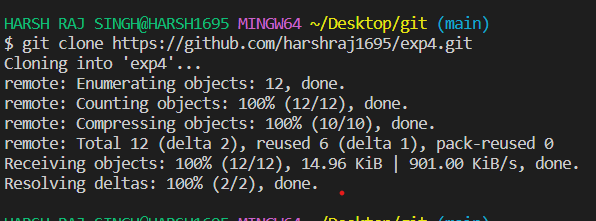 HARSH RAJ SINGH@HARSH1695 MINGW64 ~/Desktop/git (main)
$ git clone https://github.com/harshraj1695/exp4.git
Cloning into 'exp4'...
remote: Enumerating objects: 12, done.
remote: Counting objects: 100% (12/12), done.
remote: Compressing objects: 100% (10/10), done.
remote: Total 12 (delta 2), reused 6 (delta 1), pack-reused 0
Receiving objects: 100% (12/12), 14.96 KiB | 901.00 KiB/s, done.
Resolving deltas: 100% (2/2), done.
HARSH RAJ SINGH@HARSH1695 MINGW64 ~/Desktop/git (main)